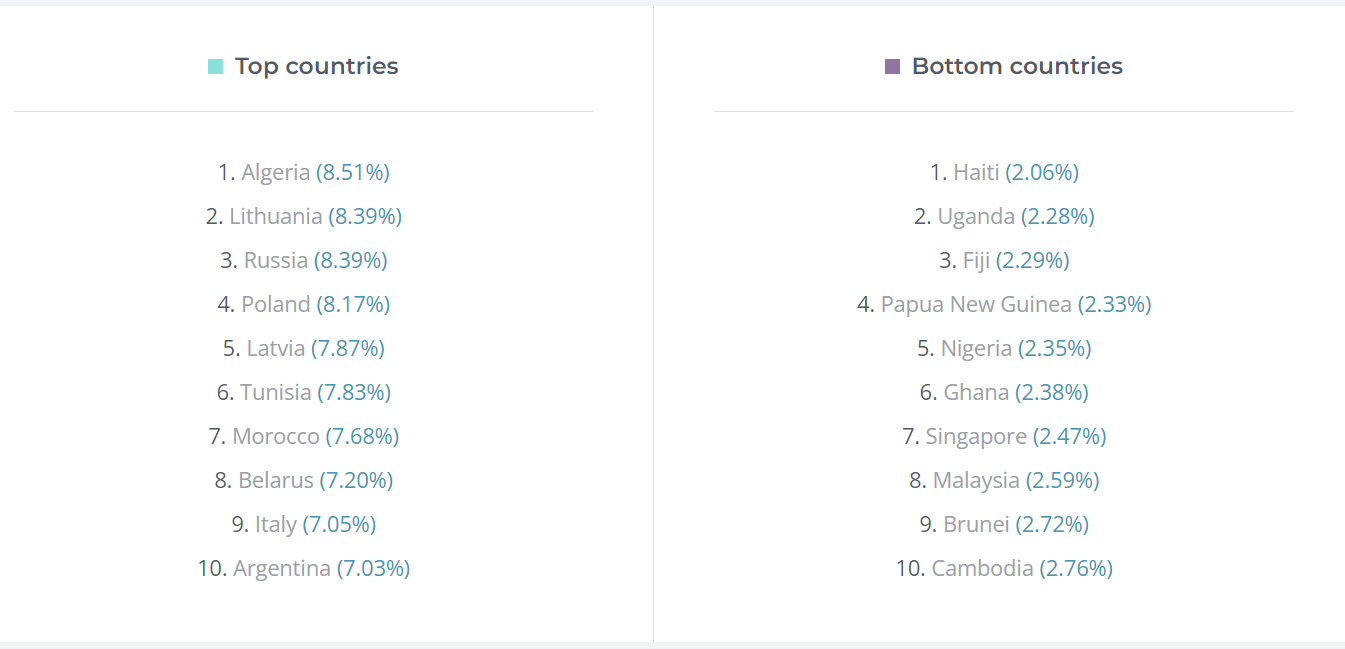 Top countries
1. Algeria (8.51%)
2. Lithuania (8.39%)
3. Russia (8.39%)
4. Poland (8.17%)
5. Latvia (7.87%)
6. Tunisia (7.83%)
7. Morocco (7.68%)
8. Belarus (7.20%)
9. Italy (7.05%)
10. Argentina (7.03%)
Bottom countries
1. Haiti (2.06%)
2. Uganda (2.28%)
3. Fiji (2.29%)
4. Papua New Guinea (2.33%)
5. Nigeria (2.35%)
6. Ghana (2.38%)
7. Singapore (2.47%)
8. Malaysia (2.59%)
9. Brunei (2.72%)
10. Cambodia (2.76%)